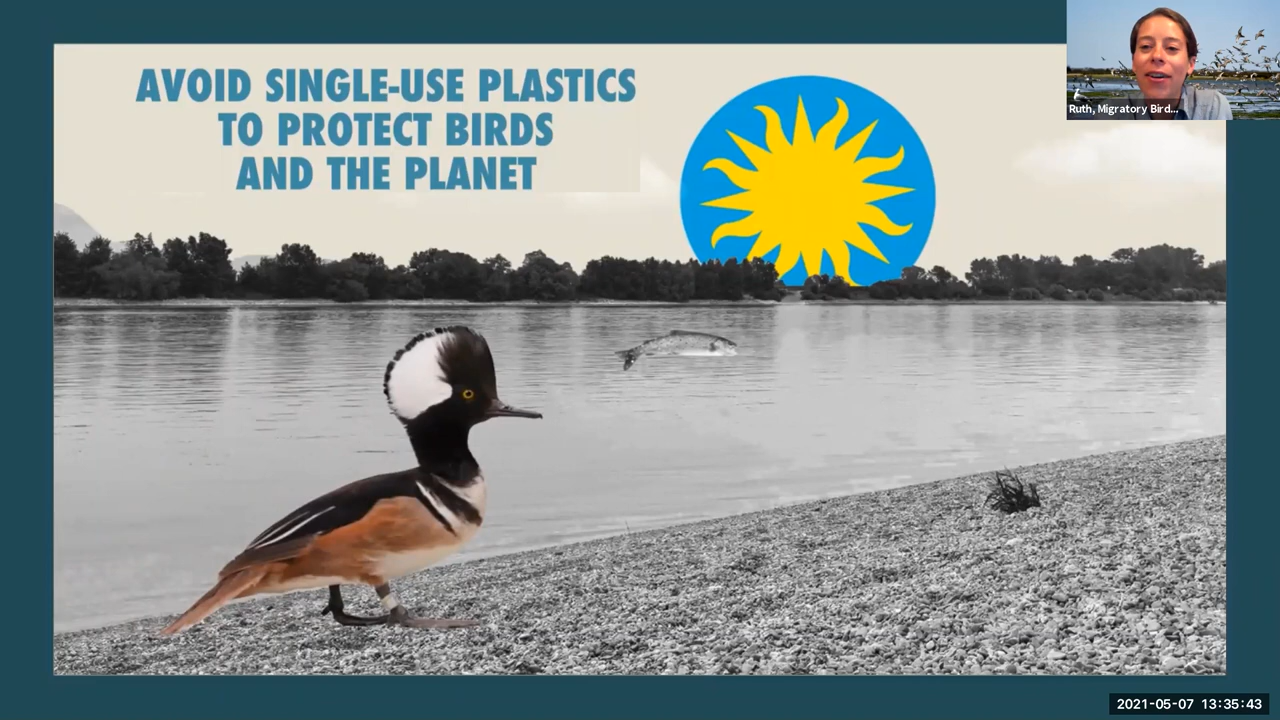 AVOID SINGLE-USE PLASTICS
TO PROTECT BIRDS
AND THE PLANET
Ruth, Migratory Bird...
2021-05-07 13:35:43